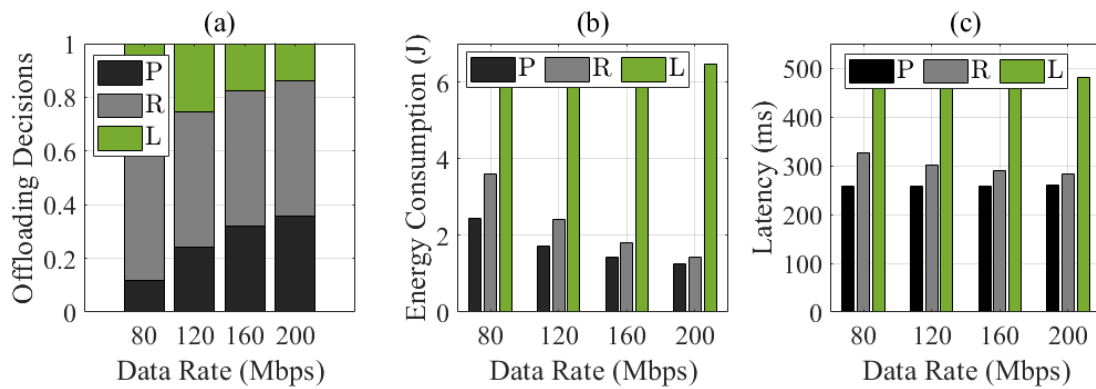 (a)
Offloading Decisions
1
0.8
0.6
0.4
0.2
0
P
R
L
80 120 160 200
Data Rate (Mbps)
(b)
Energy Consumption (J)
6
4
2
0
P R L
80 120 160 200
Data Rate (Mbps)
(c)
Latency (ms)
500
400
300
200
100
0
P R L
80 120 160 200
Data Rate (Mbps)